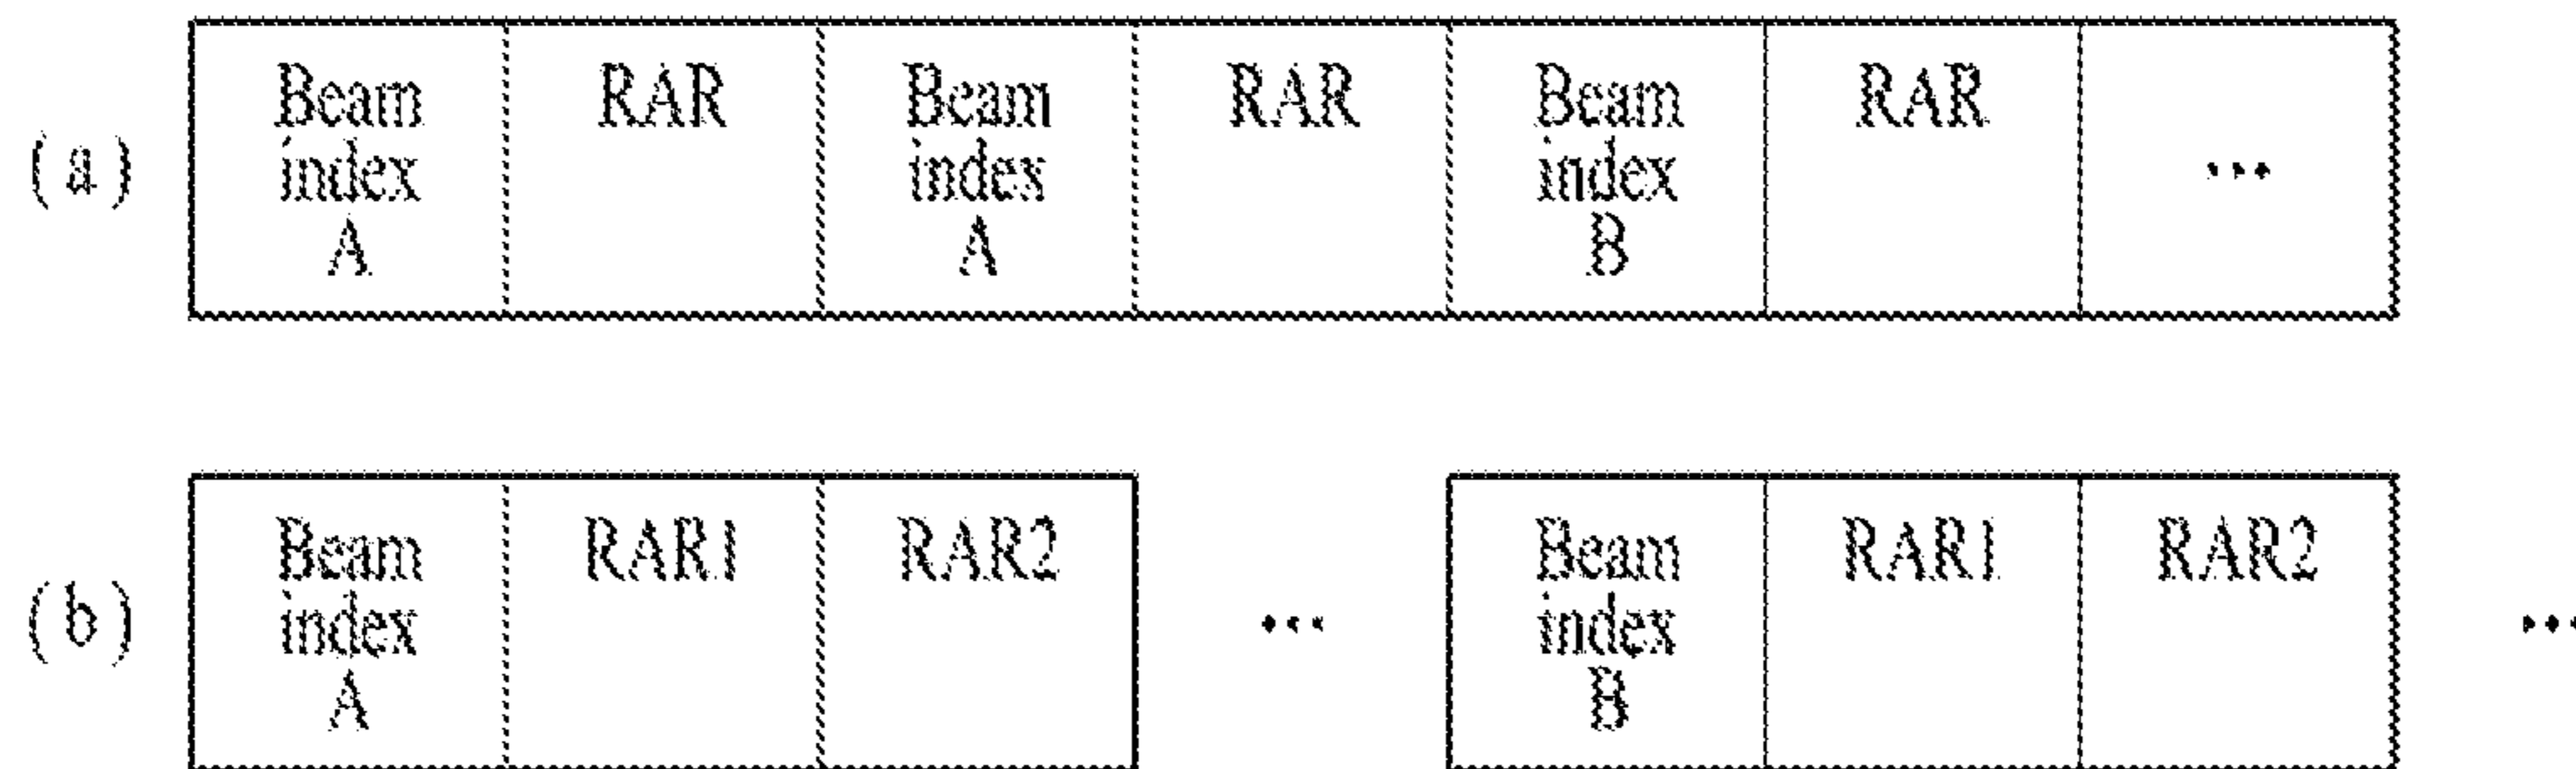 (a)
Beam index A
RAR
Beam index A
RAR
Beam index B
RAR
...
(b)
Beam index A
RAR1
RAR2
...
Beam index B
RAR1
RAR2
...